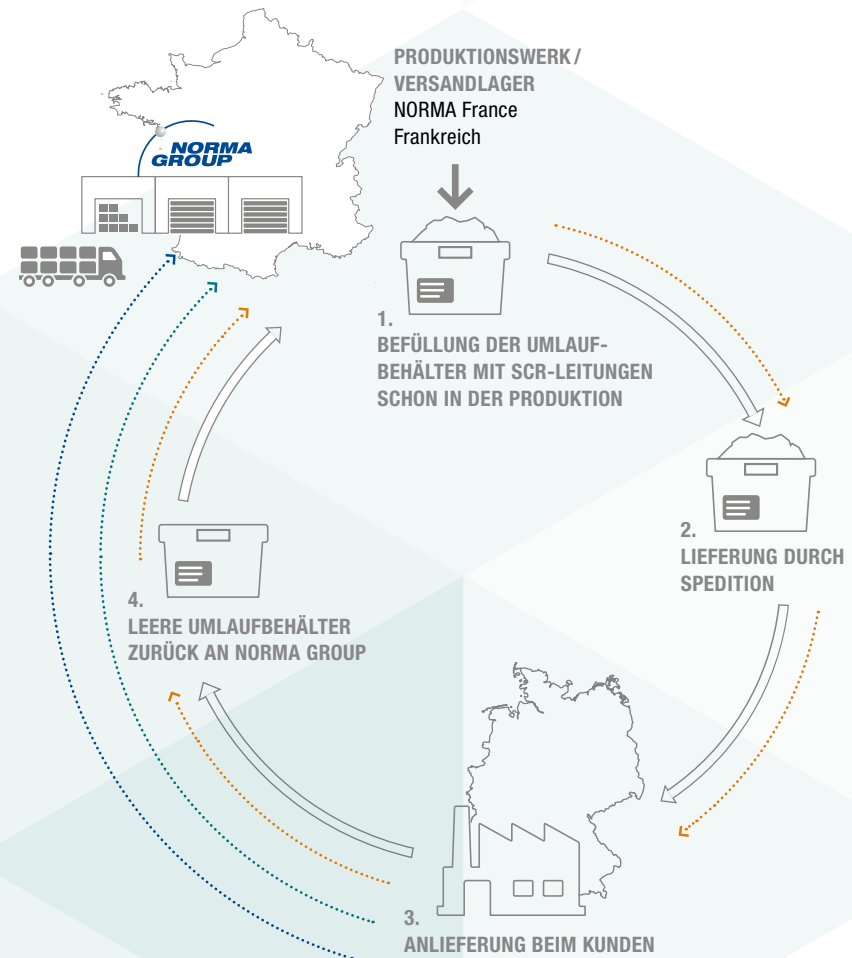 PRODUKTIONSWERK /
VERSANDLAGER
NORMA France
Frankreich
NORMA
GROUP
1.
BEFÜLLUNG DER UMLAUF-
BEHÄLTER MIT SCR-LEITUNGEN
SCHON IN DER PRODUKTION
2.
LIEFERUNG DURCH
SPEDITION
3.
ANLIEFERUNG BEIM KUNDEN
4.
LEERE UMLAUFBEHÄLTER
ZURÜCK AN NORMA GROUP